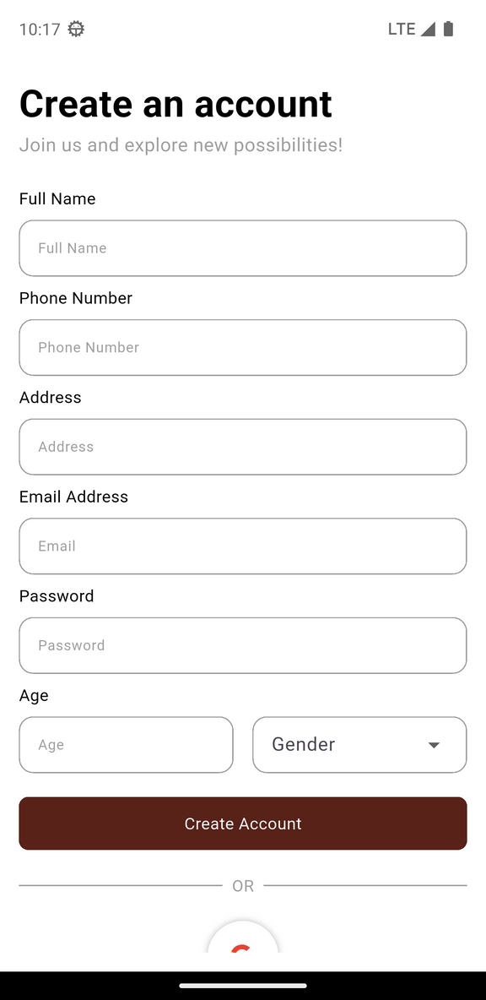 10:17 LTE
Create an account
Join us and explore new possibilities!
Full Name
Full Name
Phone Number
Phone Number
Address
Address
Email Address
Email
Password
Password
Age
Age Gender
Create Account
OR